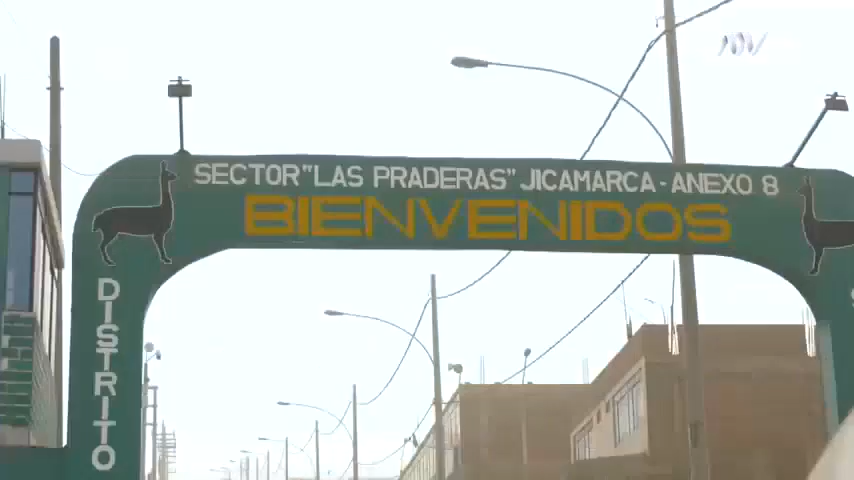 SECTOR "LAS PRADERAS" JICAMARCA - ANEXO 8
BIENVENIDOS
DISTRITO